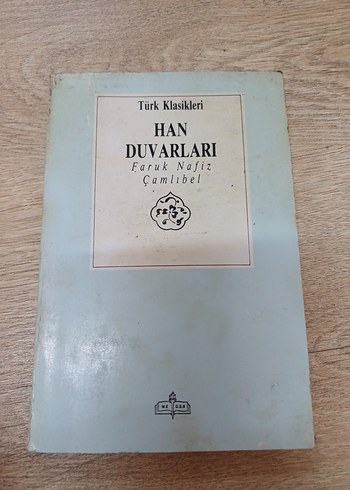 Türk Klasikleri
HAN
DUVARLARI
Faruk Nafiz
Çamlıbel